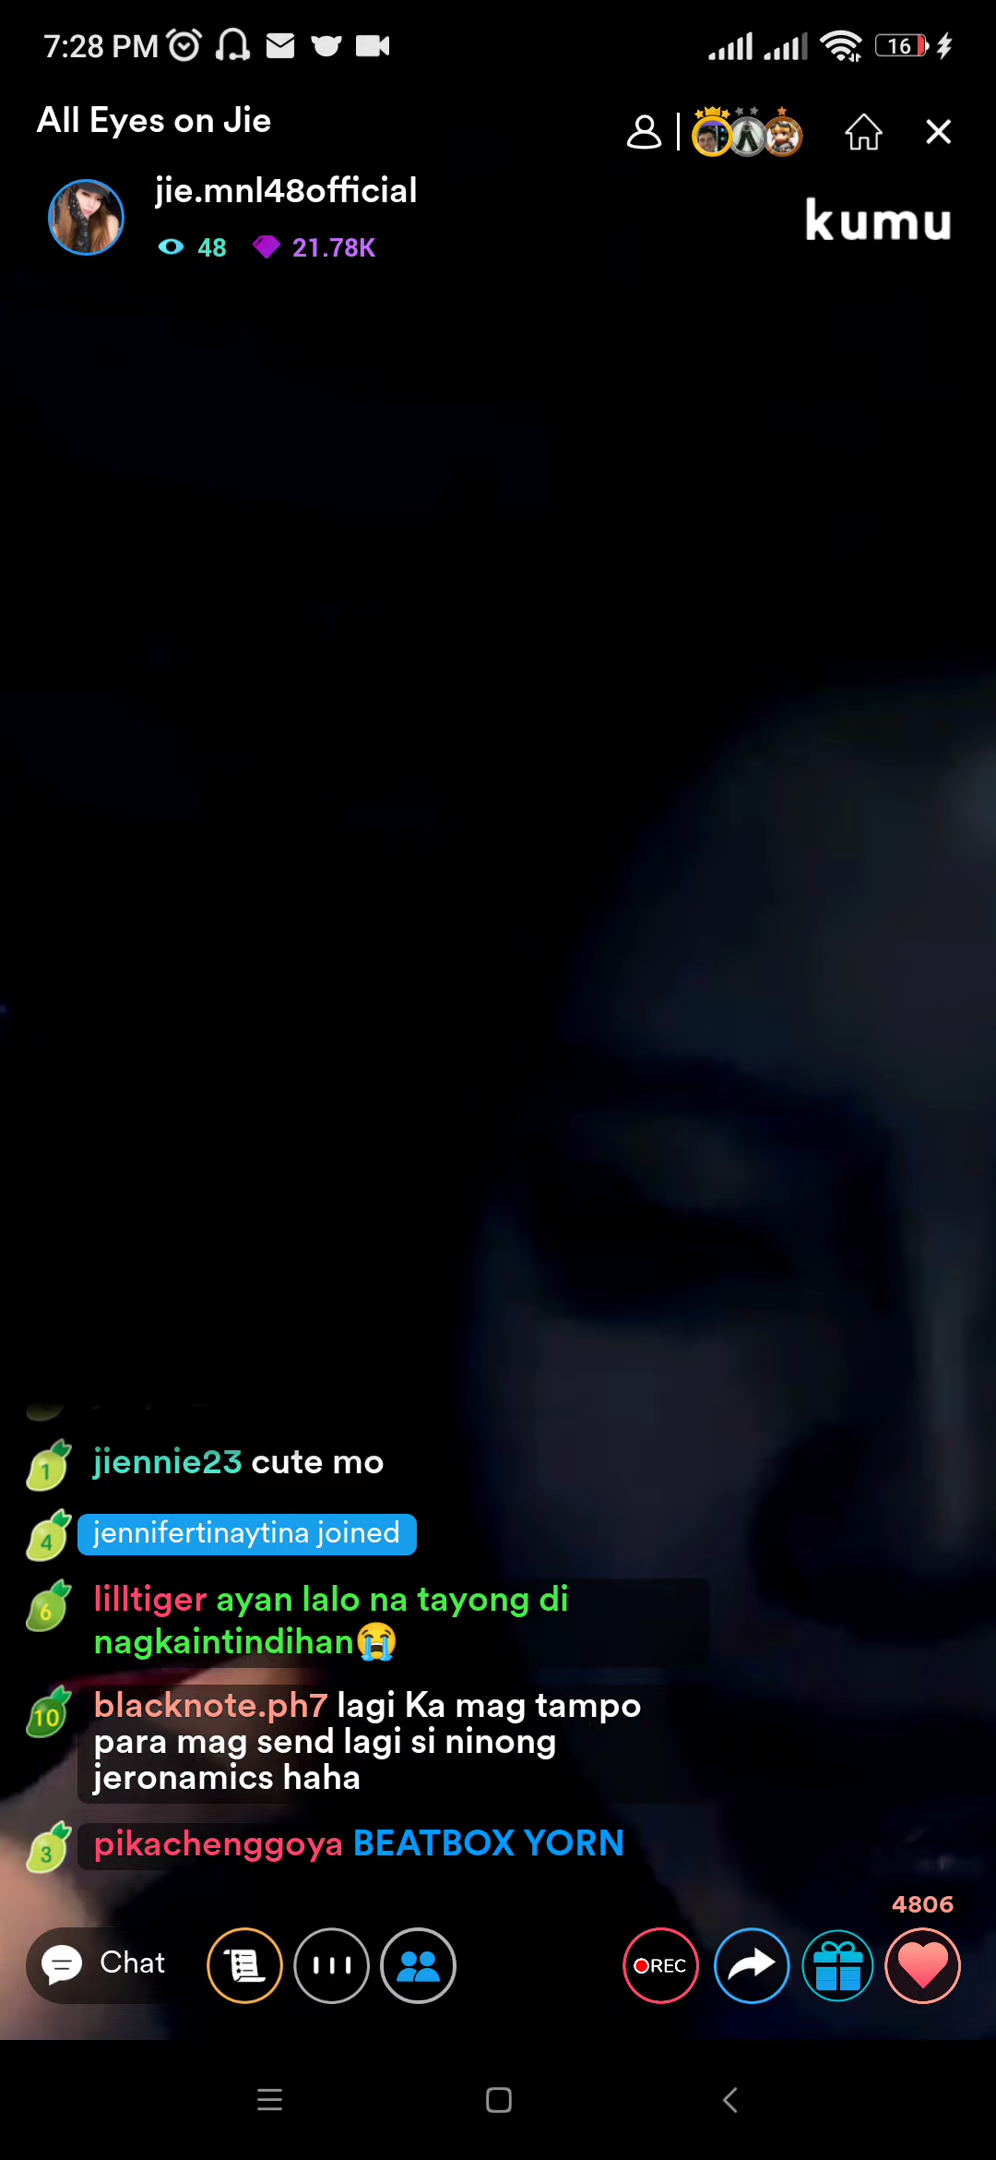 7:28 PM
16
All Eyes on Jie
jie.mnl48official
48 21.78K
kumu
1 jiennie23 cute mo
4 jennifertinaytina joined
6 lilltiger ayan lalo na tayong di
nagkaintindihan😭
10 blacknote.ph7 lagi Ka mag tampo
para mag send lagi si ninong
jeronamics haha
3 pikachenggoya BEATBOX YORN
4806
Chat
REC